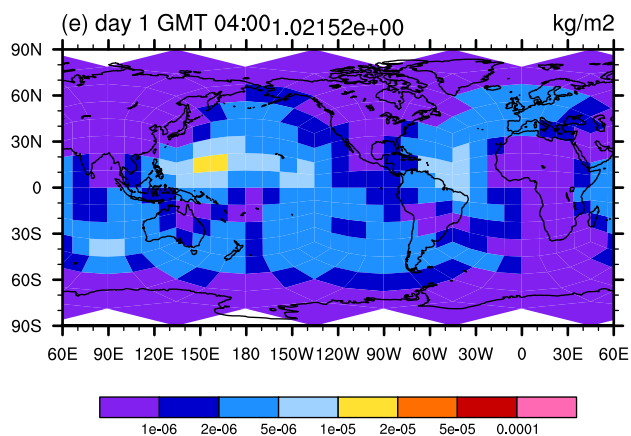 (e) day 1 GMT 04:00 1.02152e+00 kg/m2
90N
60N
30N
0
30S
60S
90S
60E 90E 120E 150E 180 150W 120W 90W 60W 30W 0 30E 60E
1e-06 2e-06 5e-06 1e-05 2e-05 5e-05 0.0001